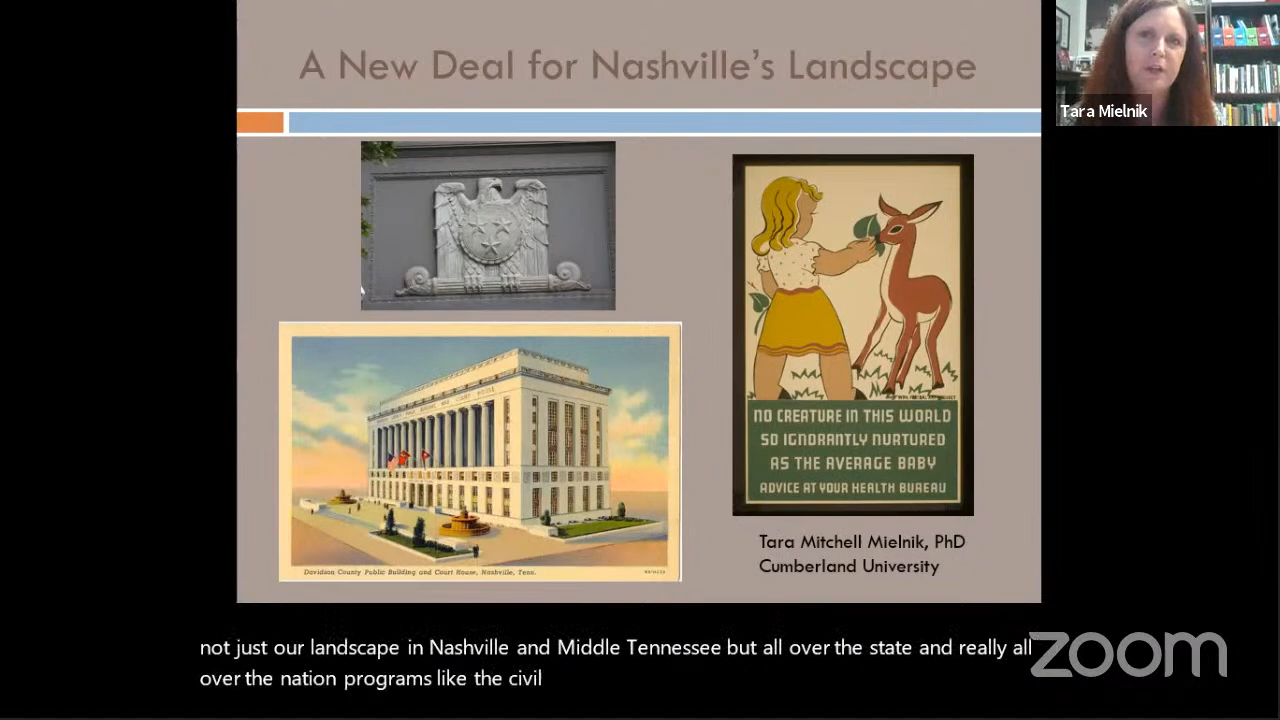 A New Deal for Nashville's Landscape
Tara Mielnik
NO CREATURE IN THIS WORLD
SO IGNORANTLY NURTURED
AS THE AVERAGE BABY
ADVICE AT YOUR HEALTH BUREAU
Tara Mitchell Mielnik, PhD
Cumberland University
Davidson County Public Building and Court House, Nashville, Tenn.
not just our landscape in Nashville and Middle Tennessee but all over the state and really all
over the nation programs like the civil
zoom